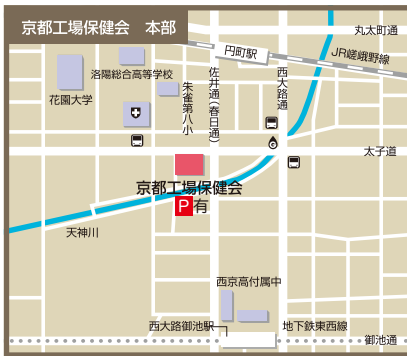 京都工場保健会 本部
丸太町通
円町駅
JR嵯峨野線
洛陽総合高等学校
花園大学
朱雀第八小
佐井通(春日通)
西大路通
太子道
G
京都工場保健会
P有
天神川
西京高付属中
西大路御池駅
地下鉄東西線
御池通